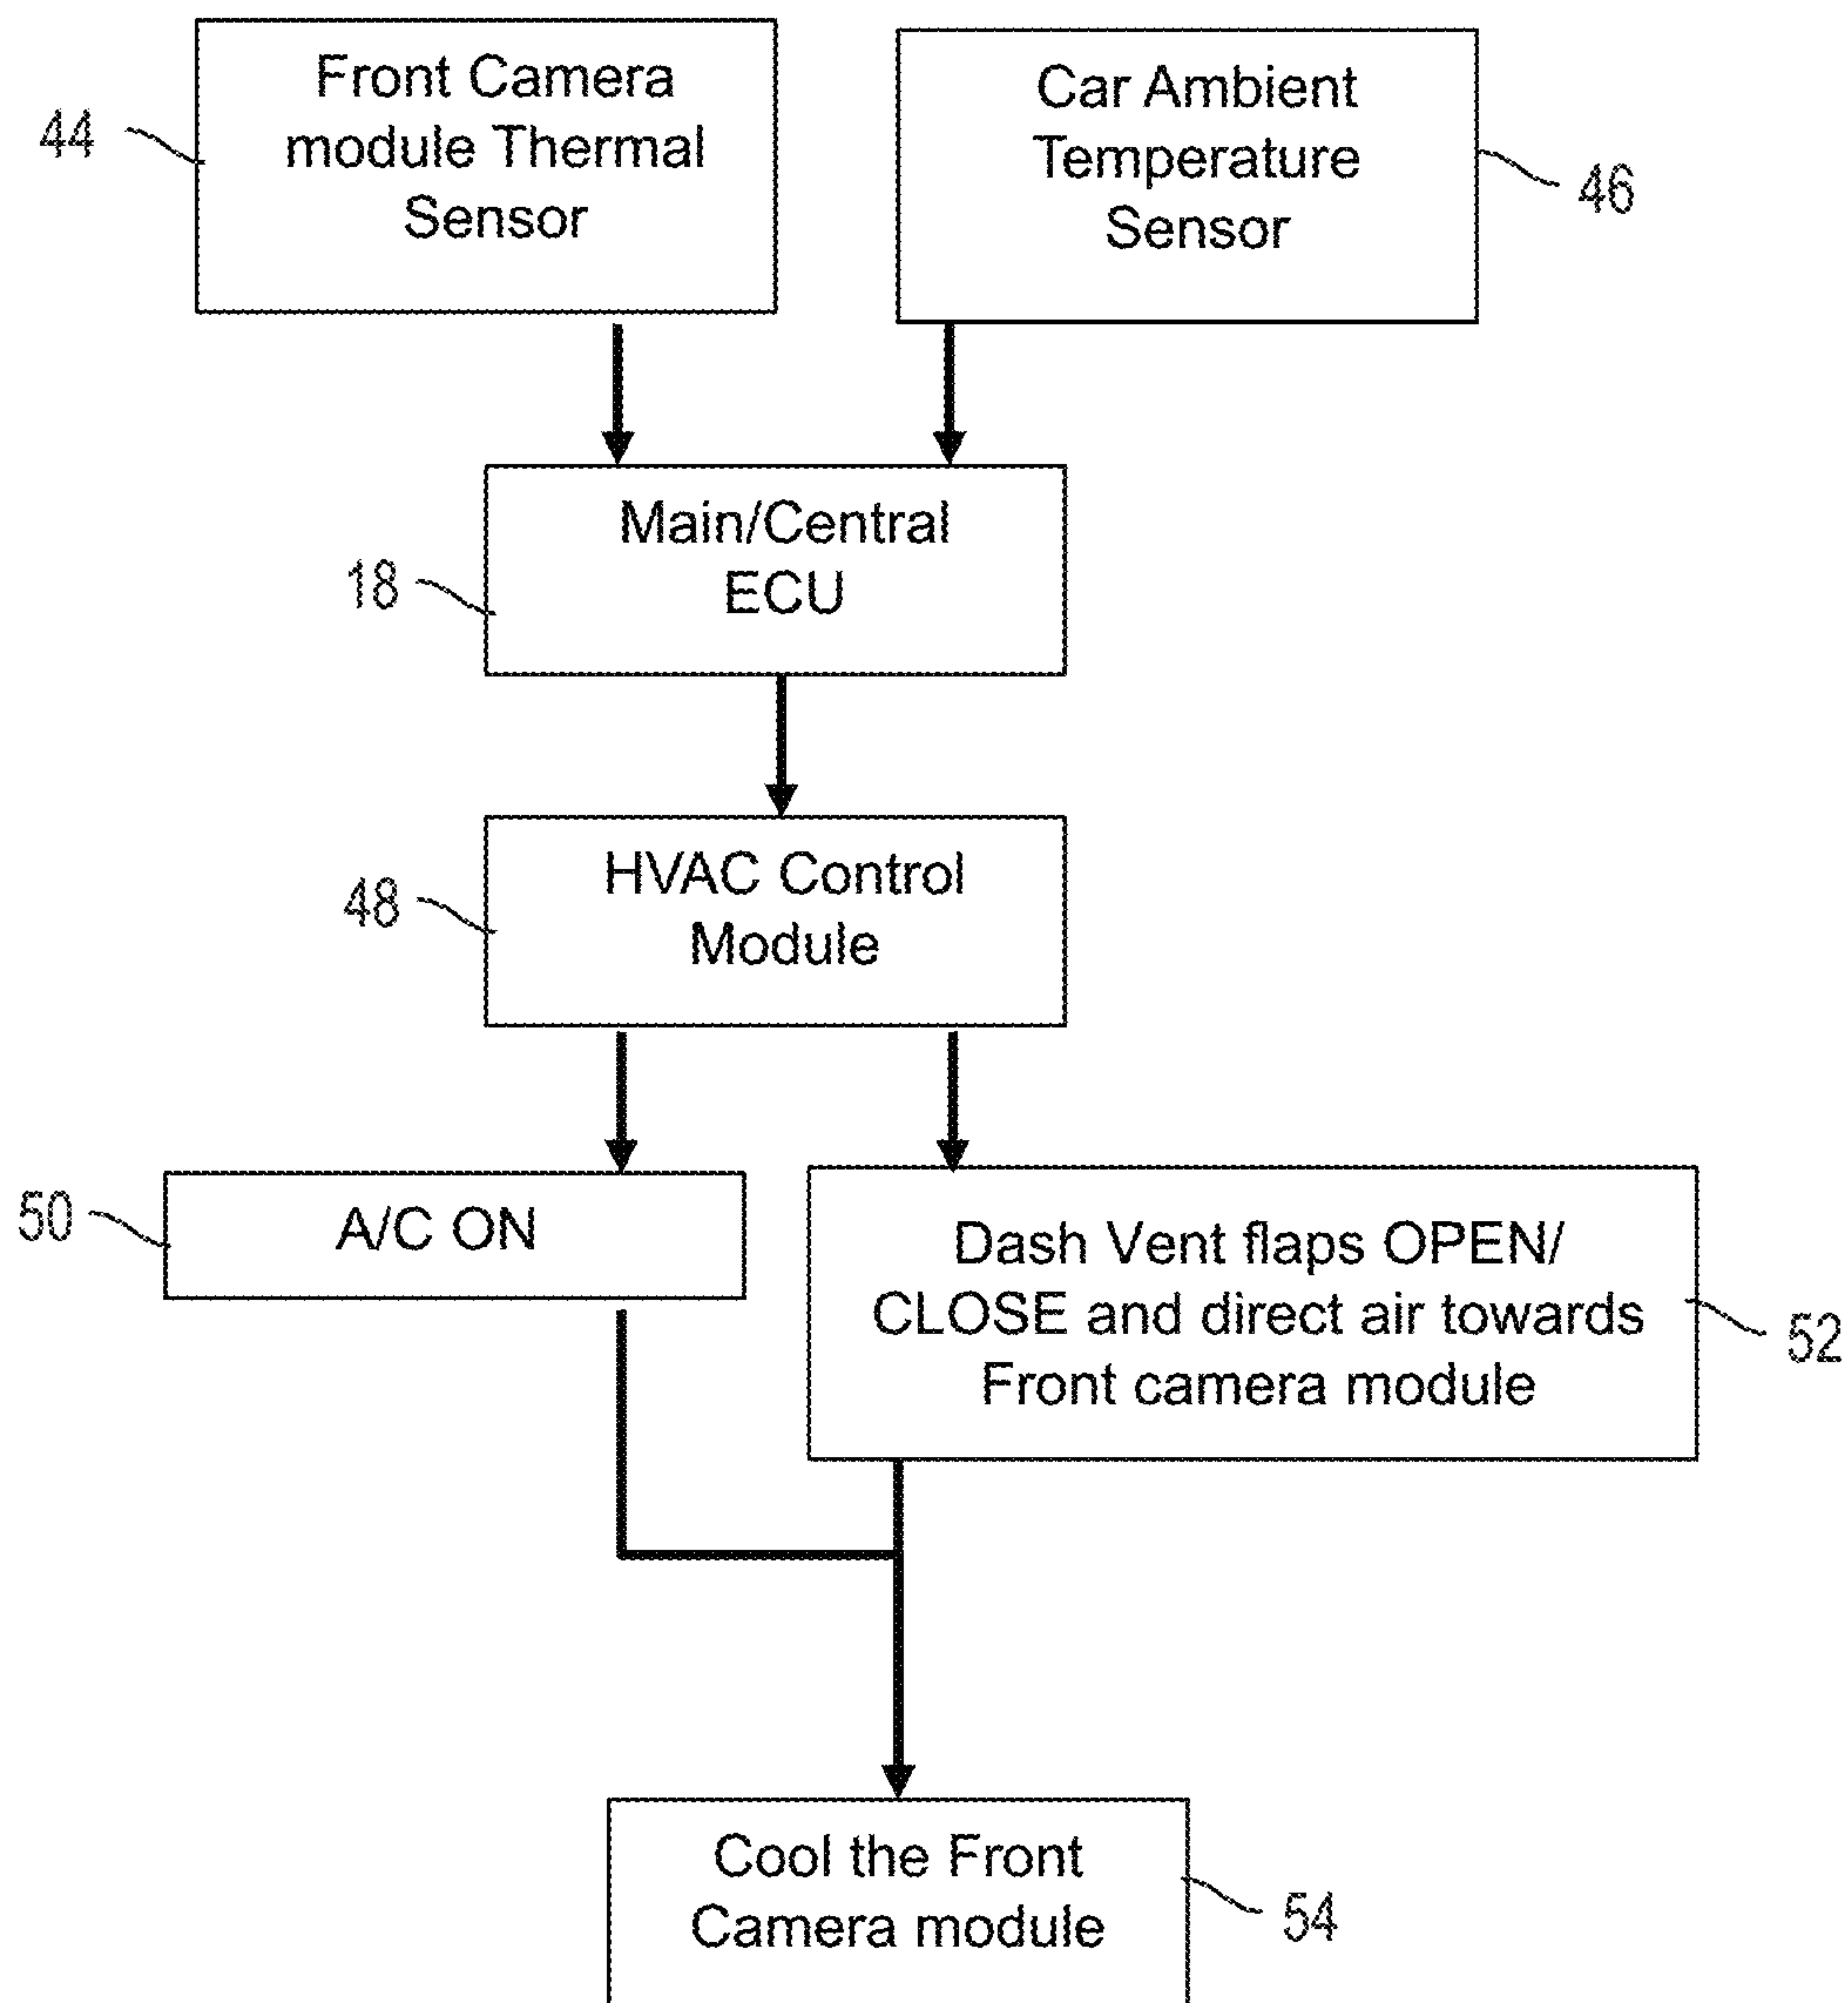 Front Camera
module Thermal
Sensor
44
Car Ambient
Temperature
Sensor
46
Main/Central
ECU
18
HVAC Control
Module
48
A/C ON
50
Dash Vent flaps OPEN/
CLOSE and direct air towards
Front camera module
52
Cool the Front
Camera module
54